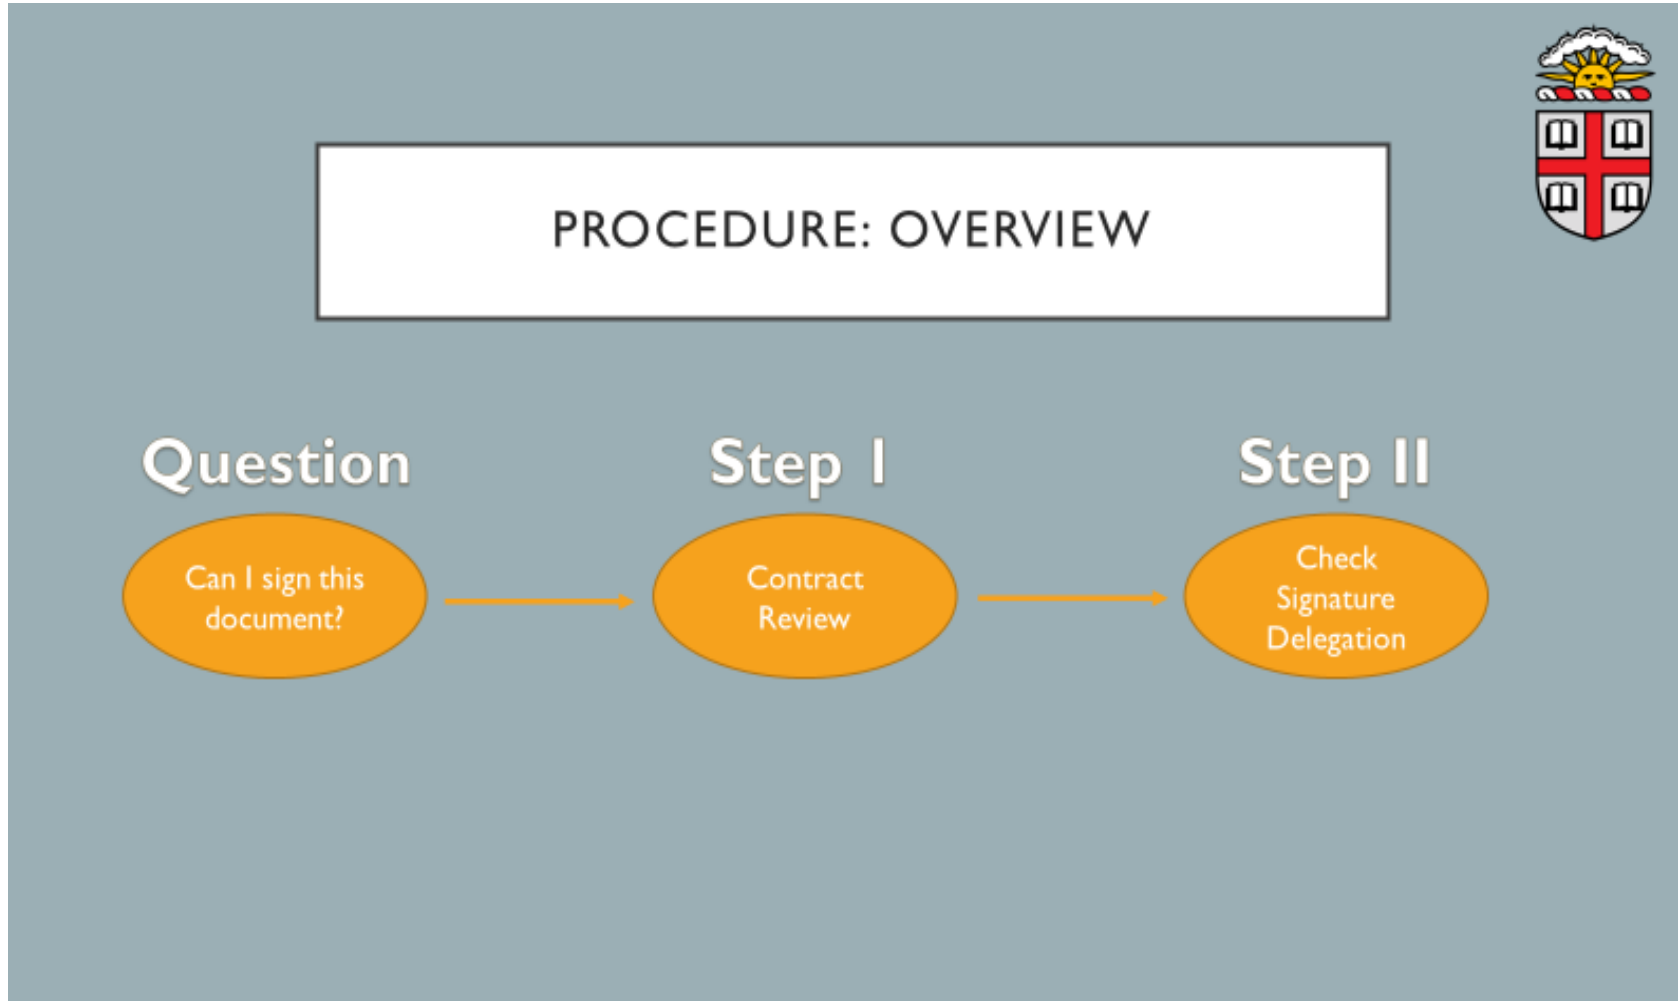 PROCEDURE: OVERVIEW
Question
Can I sign this
document?
Step I
Contract
Review
Step II
Check
Signature
Delegation